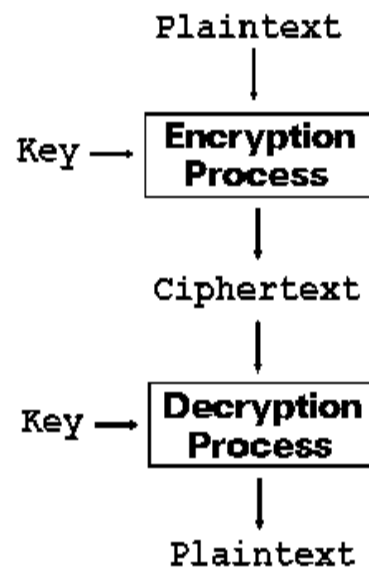 Plaintext
Key
Encryption
Process
Ciphertext
Key
Decryption
Process
Plaintext